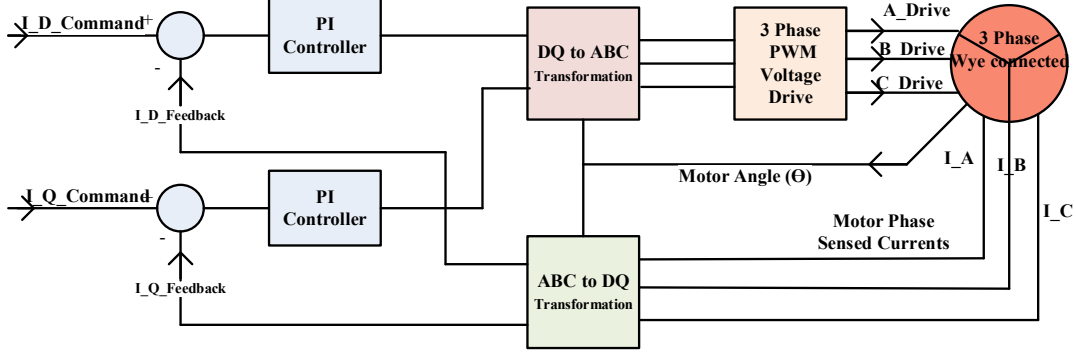 I_D_Command
+
-
I_D_Feedback
PI
Controller
DQ to ABC
Transformation
3 Phase
PWM
Voltage
Drive
A_Drive
B_Drive
C_Drive
3 Phase
Wye connected
Motor Angle (Θ)
I_A
I_B
I_C
I_Q_Command
+
-
I_Q_Feedback
PI
Controller
Motor Phase
Sensed Currents
ABC to DQ
Transformation